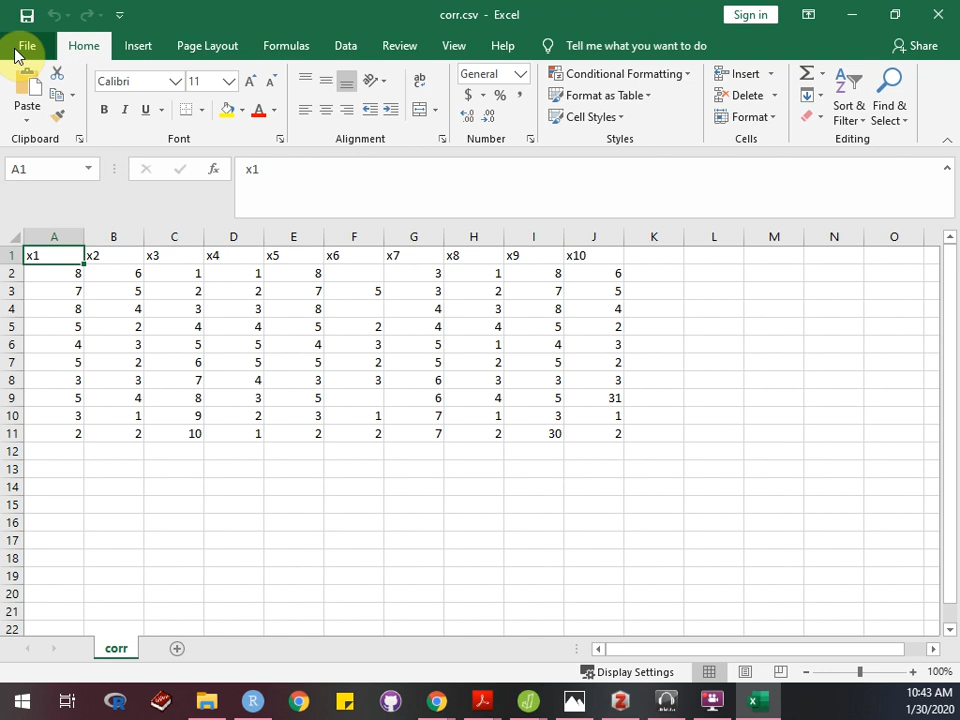 corr.csv - Excel
Sign in
File Home Insert Page Layout Formulas Data Review View Help Tell me what you want to do Share
Paste
Clipboard
Calibri 11
B I U
A A
A
Font
ab
c
Alignment
General
$ % ,
.00
.0
Number
Conditional Formatting
Format as Table
Cell Styles
Styles
Insert
Delete
Format
Cells
Sort & Filter
Find & Select
Editing
A1 fx x1
A B C D E F G H I J K L M N O
1 x1 x2 x3 x4 x5 x6 x7 x8 x9 x10
2 8 6 1 1 8 3 1 8 6
3 7 5 2 2 7 5 3 2 7 5
4 8 4 3 3 8 4 3 8 4
5 5 2 4 4 5 2 4 4 5 2
6 4 3 5 5 4 3 5 1 4 3
7 5 2 6 5 5 2 5 2 5 2
8 3 3 7 4 3 3 6 3 3 3
9 5 4 8 3 5 6 4 5 31
10 3 1 9 2 3 1 7 1 3 1
11 2 2 10 1 2 2 7 2 30 2
12
13
14
15
16
17
18
19
20
21
22
corr
Display Settings 100%
10:43 AM
1/30/2020